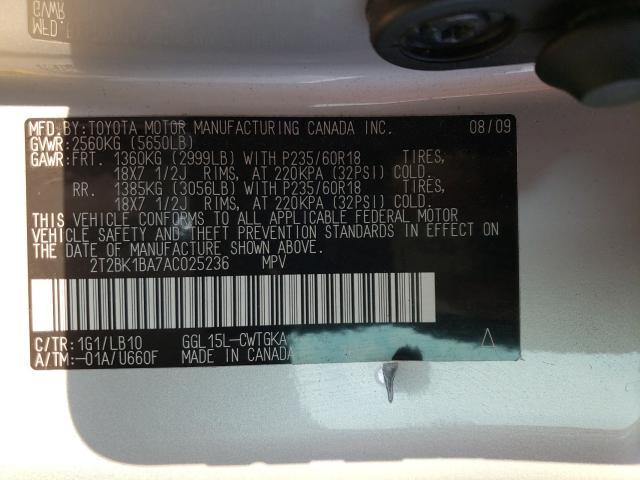 MFD.BY:TOYOTA MOTOR MANUFACTURING CANADA INC. 08/09
GVWR:2560KG (5650LB)
GAWR:FRT. 1360KG (2999LB) WITH P235/60R18 TIRES,
18X7 1/2J RIMS, AT 220KPA (32PSI) COLD.
RR. 1385KG (3056LB) WITH P235/60R18 TIRES,
18X7 1/2J RIMS, AT 220KPA (32PSI) COLD.
THIS VEHICLE CONFORMS TO ALL APPLICABLE FEDERAL MOTOR
VEHICLE SAFETY AND THEFT PREVENTION STANDARDS IN EFFECT ON
THE DATE OF MANUFACTURE SHOWN ABOVE.
2T2BK1BA7AC025236 MPV
C/TR:1G1/LB10 GGL15L-CWTGKA
A/TM:-01A/U660F MADE IN CANADA